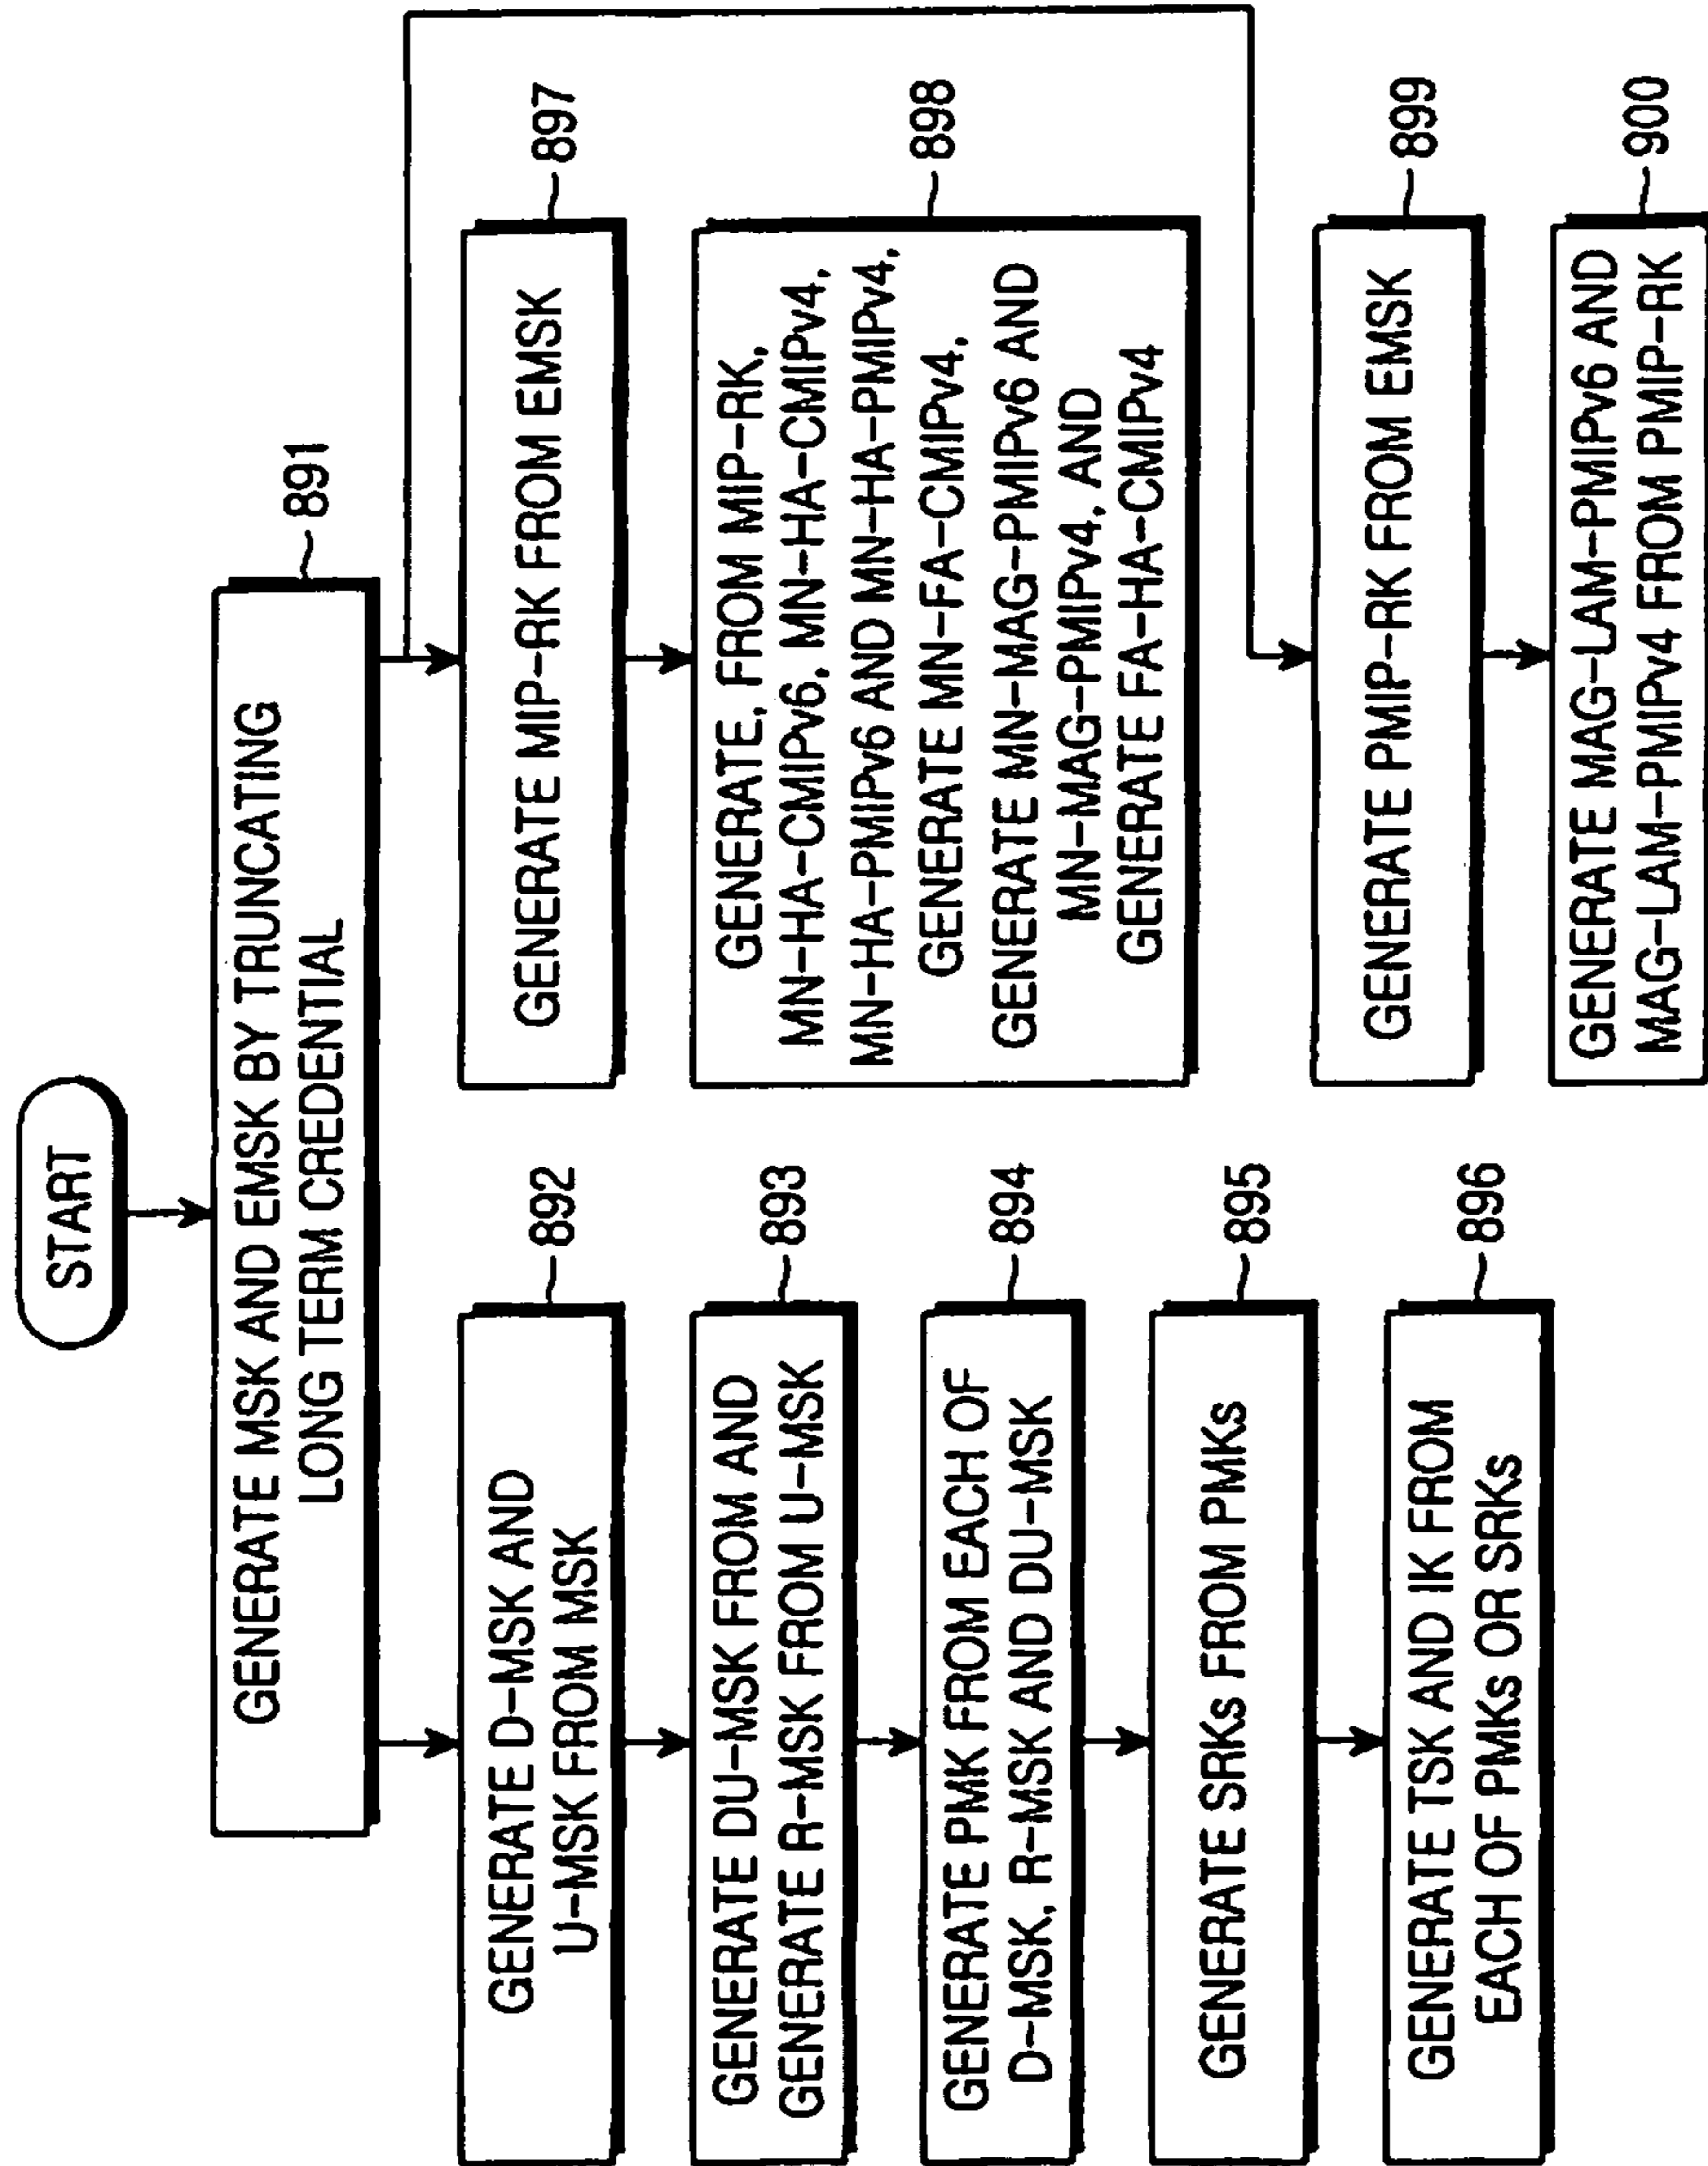 START
GENERATE MSK AND EMSK BY TRUNCATING
LONG TERM CREDENTIAL
891
GENERATE D-MSK AND
U-MSK FROM MSK
892
GENERATE DU-MSK FROM AND
GENERATE R-MSK FROM U-MSK
893
GENERATE PMK FROM EACH OF
D-MSK, R-MSK AND DU-MSK
894
GENERATE SRKs FROM PMKs
895
GENERATE TSK AND IK FROM
EACH OF PMKs OR SRKs
896
GENERATE MIP-RK FROM EMSK
897
GENERATE, FROM MIP-RK,
MN-HA-CMIPv6, MN-HA-CMIPv4,
MN-HA-PMIPv6 AND MN-HA-PMIPv4,
GENERATE MN-FA-CMIPv4,
GENERATE MN-MAG-PMIPv6 AND
MN-MAG-PMIPv4, AND
GENERATE FA-HA-CMIPv4
898
GENERATE PMIP-RK FROM EMSK
899
GENERATE MAG-LAM-PMIPv6 AND
MAG-LAM-PMIPv4 FROM PMIP-RK
900